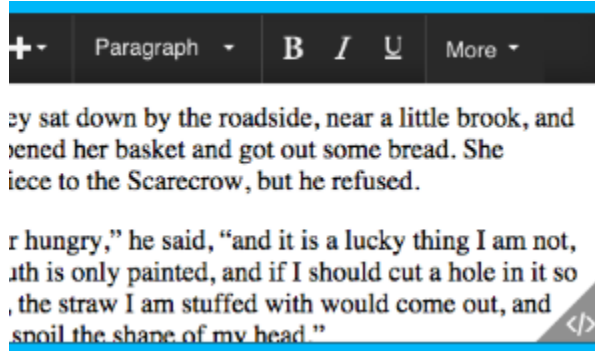 Paragraph B I U More
ey sat down by the roadside, near a little brook, and
pened her basket and got out some bread. She
iece to the Scarecrow, but he refused.
r hungry,” he said, “and it is a lucky thing I am not,
uth is only painted, and if I should cut a hole in it so
, the straw I am stuffed with would come out, and
spoil the shape of my head.”